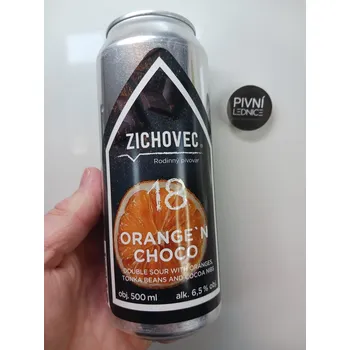 ZICHOVEC
Rodinný pivovar
18
ORANGE`N
CHOCO
DOUBLE SOUR WITH ORANGES,
TONKA BEANS AND COCOA NIBS
obj. 500 ml
alk. 6,5 % obj.
PIVNÍ
LEDNICE